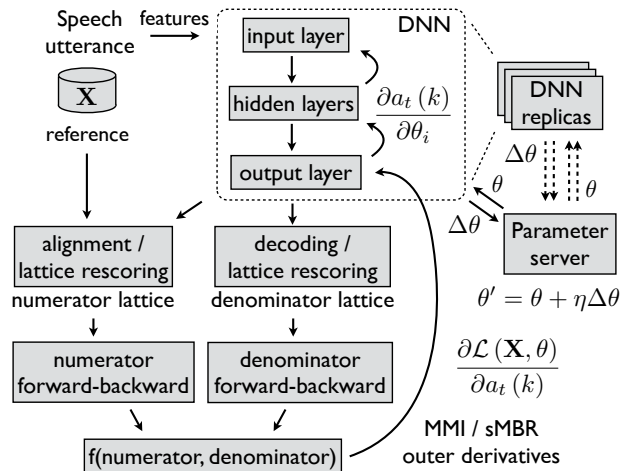 Speech
utterance
features
X
reference
DNN
input layer
hidden layers
output layer
∂a_t (k)
∂θ_i
DNN
replicas
Δθ
θ
θ
Δθ
Parameter
server
θ′ = θ + ηΔθ
alignment /
lattice rescoring
numerator lattice
decoding /
lattice rescoring
denominator lattice
numerator
forward-backward
denominator
forward-backward
∂ℒ (X, θ)
∂a_t (k)
f(numerator, denominator)
MMI / sMBR
outer derivatives